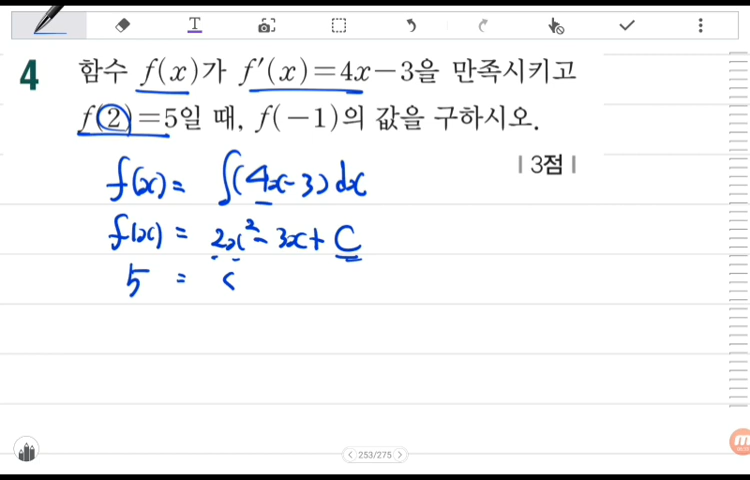 T
4 함수 f(x)가 f′(x)=4x−3을 만족시키고
f(2)=5일 때, f(−1)의 값을 구하시오.
| 3점 |
f(x)= ∫(4x-3)dx
f(x) = 2x²-3x+C
5 =
< 253/275 >